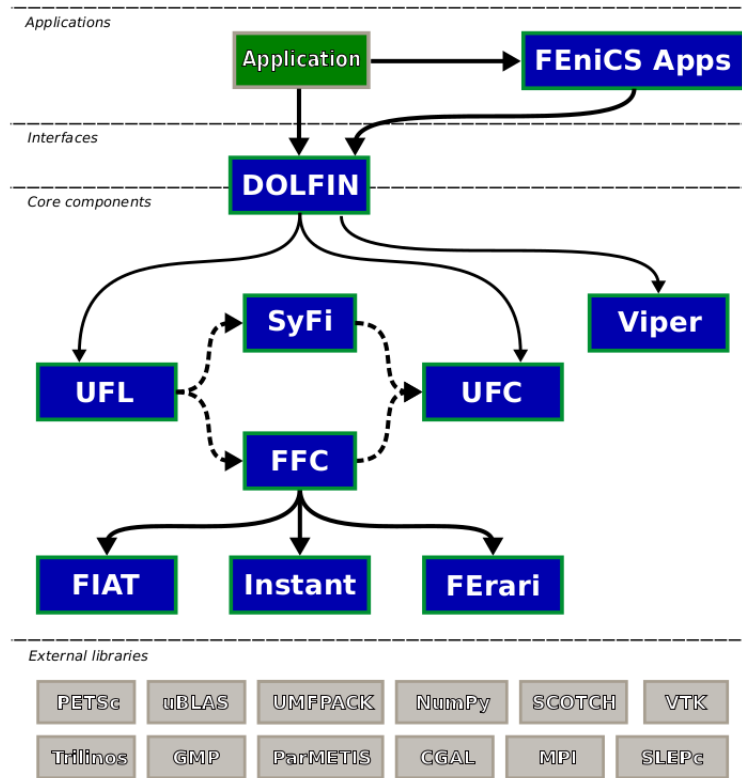 Applications
Application
FEniCS Apps
Interfaces
DOLFIN
Core components
SyFi
Viper
UFL
UFC
FFC
FIAT
Instant
FErari
External libraries
PETSc
uBLAS
UMFPACK
NumPy
SCOTCH
VTK
Trilinos
GMP
ParMETIS
CGAL
MPI
SLEPc